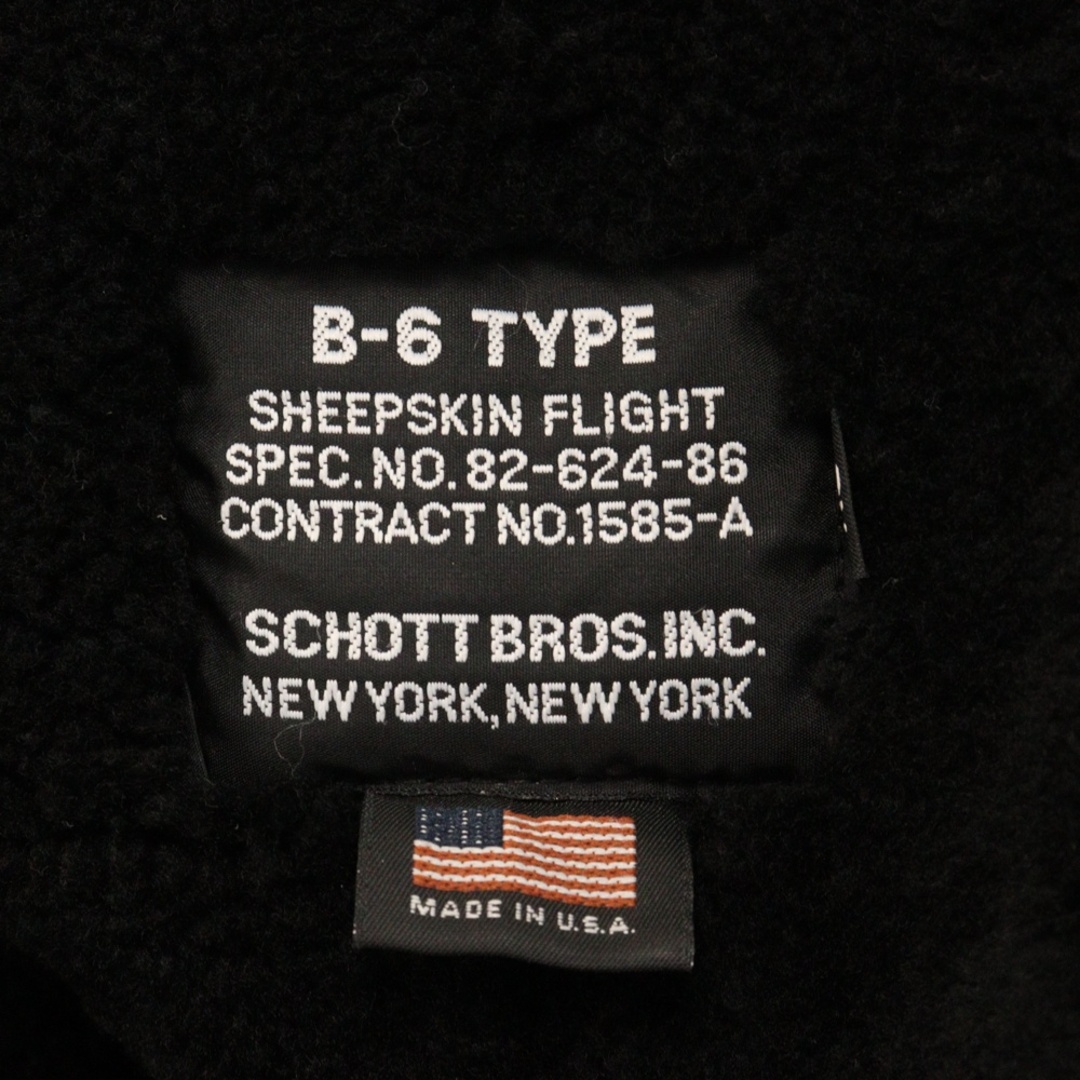 B-6 TYPE
SHEEPSKIN FLIGHT
SPEC. NO. 82-624-86
CONTRACT NO.1585-A
SCHOTT BROS. INC.
NEW YORK, NEW YORK
MADE IN U.S.A.